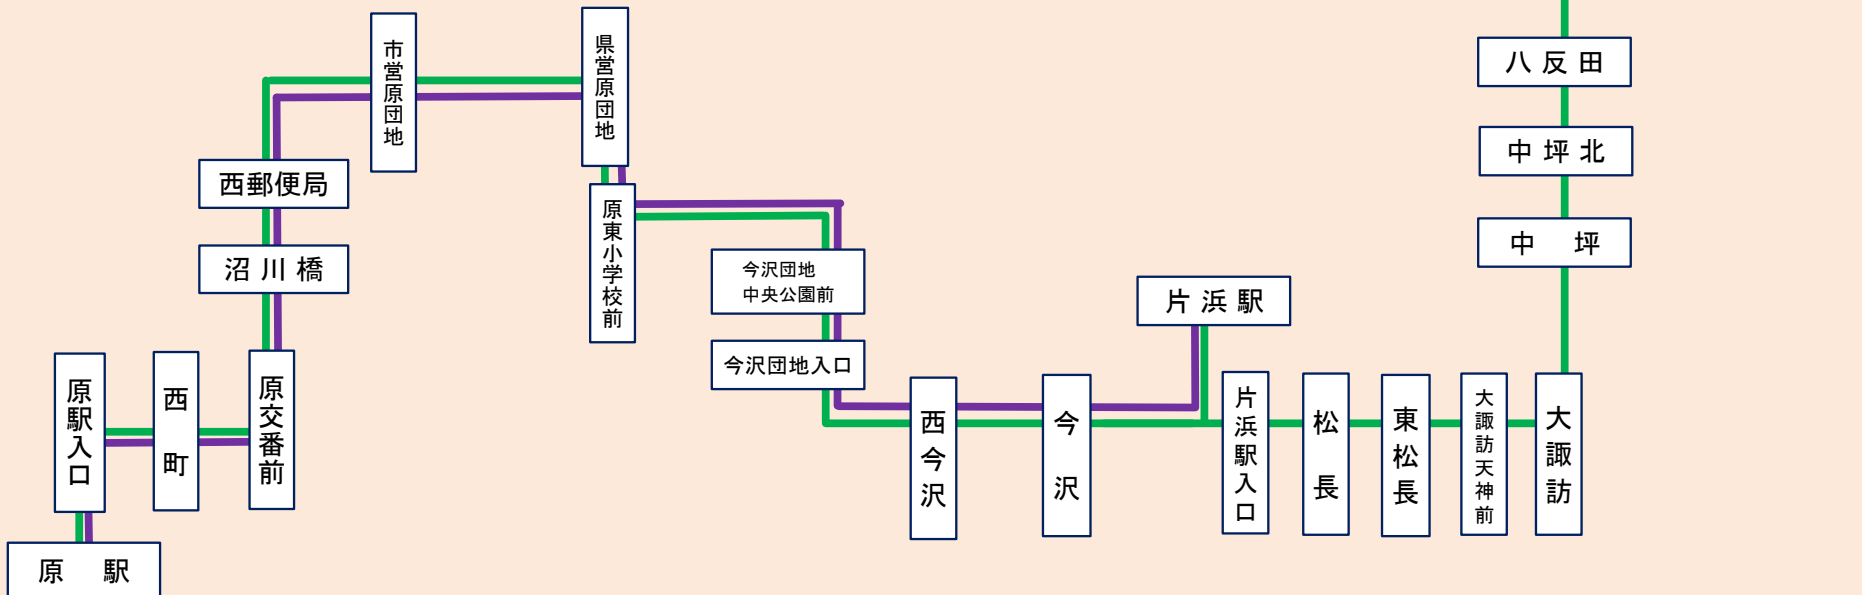 市営原団地
県営原団地
八反田
中坪北
中坪
西郵便局
沼川橋
原東小学校前
今沢団地
中央公園前
今沢団地入口
片浜駅
原駅入口
西町
原交番前
西今沢
今沢
片浜駅入口
松長
東松長
大諏訪天神前
大諏訪
原駅